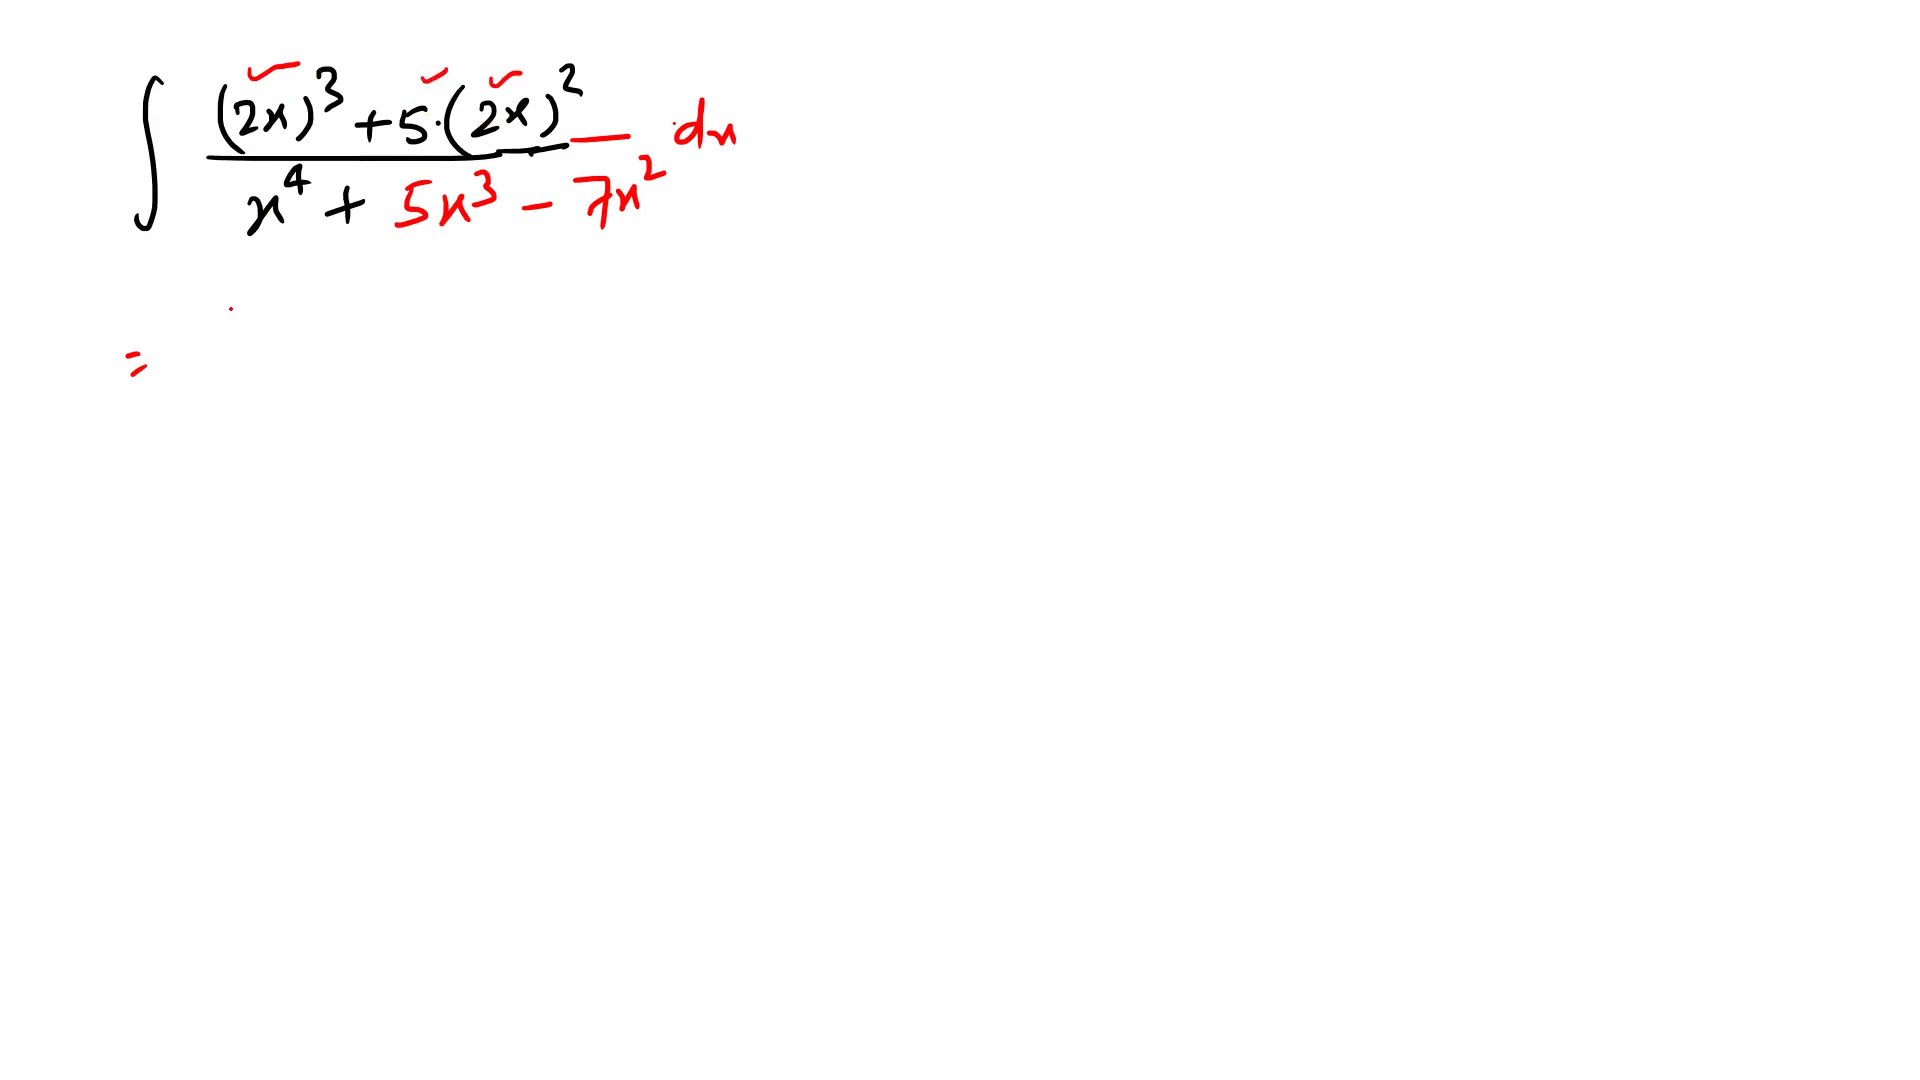 ∫ ((2x)³ + 5·(2x)²)/(x⁴ + 5x³ - 7x²) dx
=